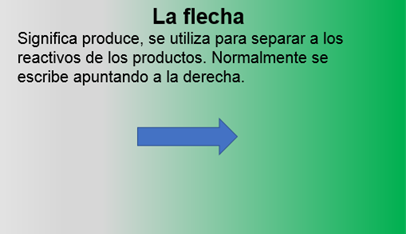 La flecha
Significa produce, se utiliza para separar a los
reactivos de los productos. Normalmente se
escribe apuntando a la derecha.